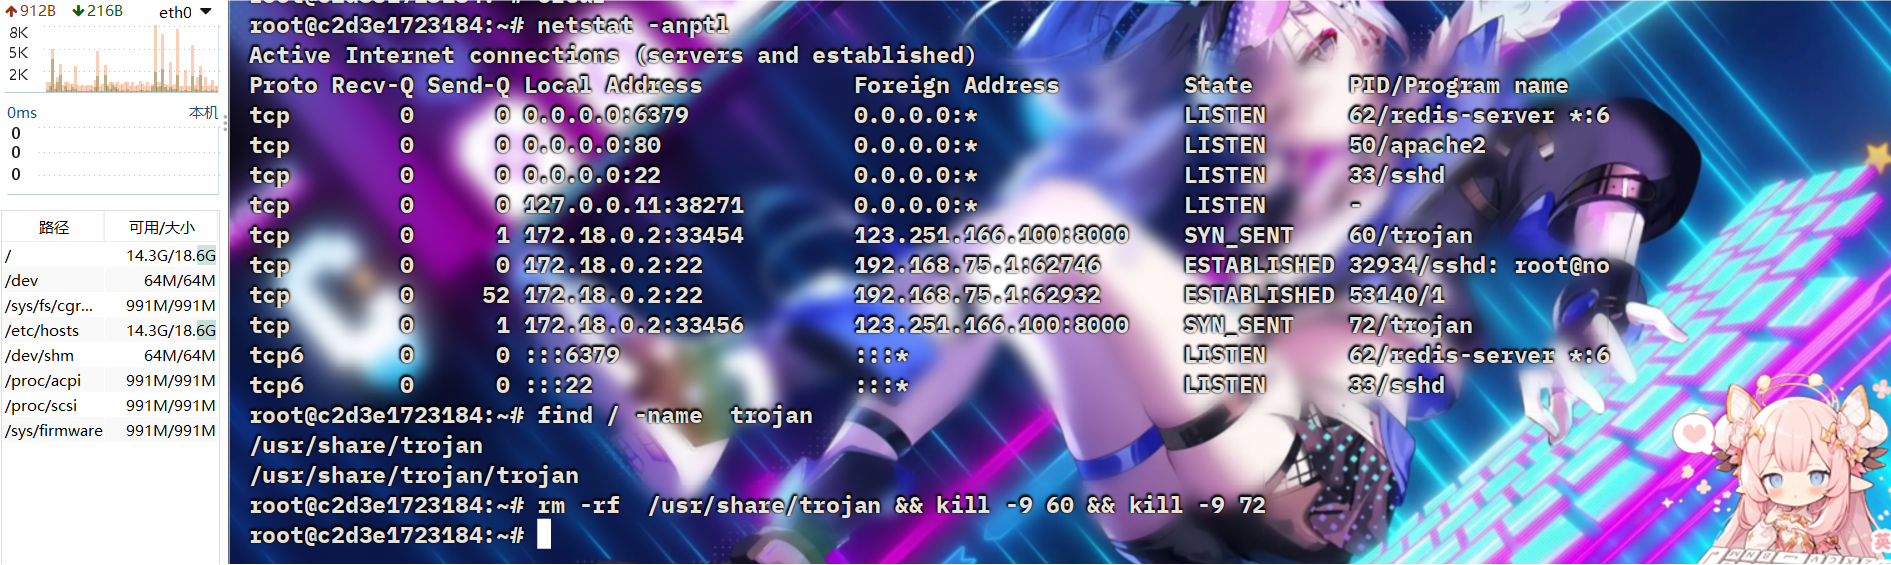 912B 216B eth0
8K
5K
2K
0ms 本机
0
0
0
路径 可用/大小
/ 14.3G/18.6G
/dev 64M/64M
/sys/fs/cgr... 991M/991M
/etc/hosts 14.3G/18.6G
/dev/shm 64M/64M
/proc/acpi 991M/991M
/proc/scsi 991M/991M
/sys/firmware 991M/991M
root@c2d3e1723184:~# netstat -anptl
Active Internet connections (servers and established)
Proto Recv-Q Send-Q Local Address Foreign Address State PID/Program name
tcp 0 0 0.0.0.0:6379 0.0.0.0:* LISTEN 62/redis-server *:6
tcp 0 0 0.0.0.0:80 0.0.0.0:* LISTEN 50/apache2
tcp 0 0 0.0.0.0:22 0.0.0.0:* LISTEN 33/sshd
tcp 0 0 127.0.0.11:38271 0.0.0.0:* LISTEN -
tcp 0 1 172.18.0.2:33454 123.251.166.100:8000 SYN_SENT 60/trojan
tcp 0 0 172.18.0.2:22 192.168.75.1:62746 ESTABLISHED 32934/sshd: root@no
tcp 0 52 172.18.0.2:22 192.168.75.1:62932 ESTABLISHED 53140/1
tcp 0 1 172.18.0.2:33456 123.251.166.100:8000 SYN_SENT 72/trojan
tcp6 0 0 :::6379 :::* LISTEN 62/redis-server *:6
tcp6 0 0 :::22 :::* LISTEN 33/sshd
root@c2d3e1723184:~# find / -name  trojan
/usr/share/trojan
/usr/share/trojan/trojan
root@c2d3e1723184:~# rm -rf  /usr/share/trojan && kill -9 60 && kill -9 72
root@c2d3e1723184:~#
英